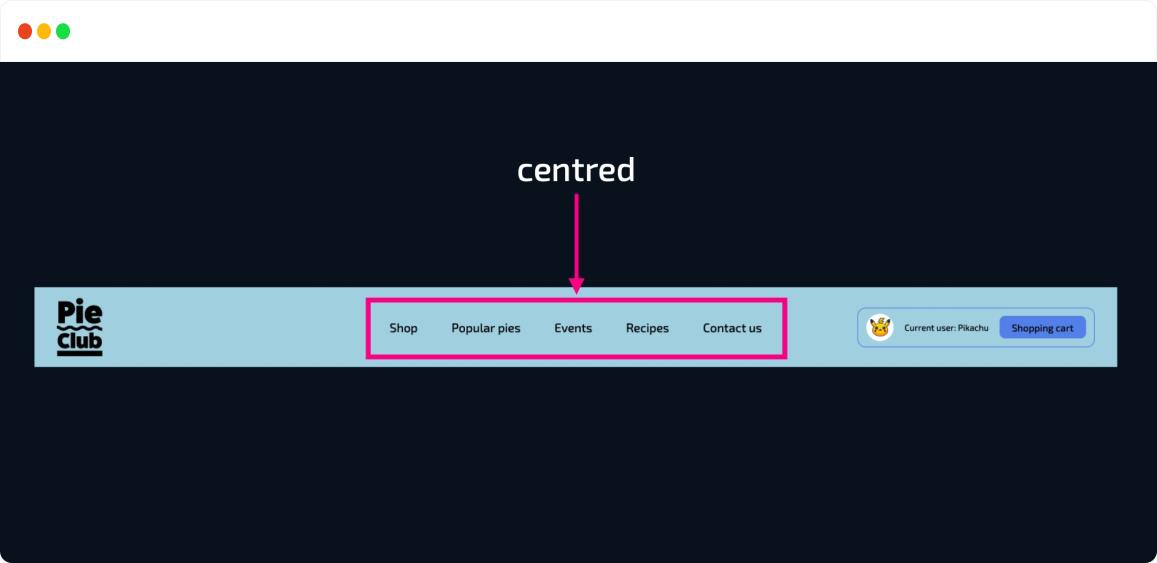 centred
Pie
Club
Shop Popular pies Events Recipes Contact us
Current user: Pikachu Shopping cart